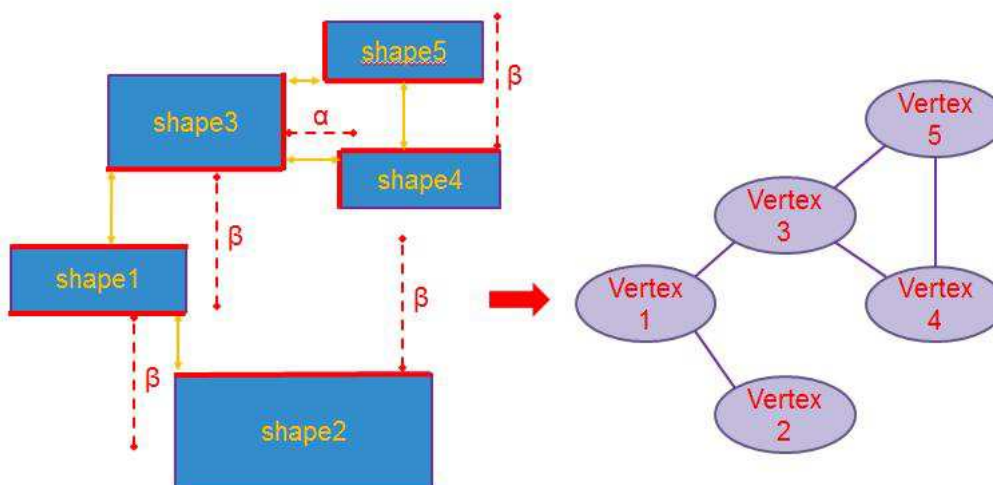 shape5
β
shape3
α
shape4
β
shape1
β
β
shape2
Vertex
5
Vertex
3
Vertex
1
Vertex
4
Vertex
2